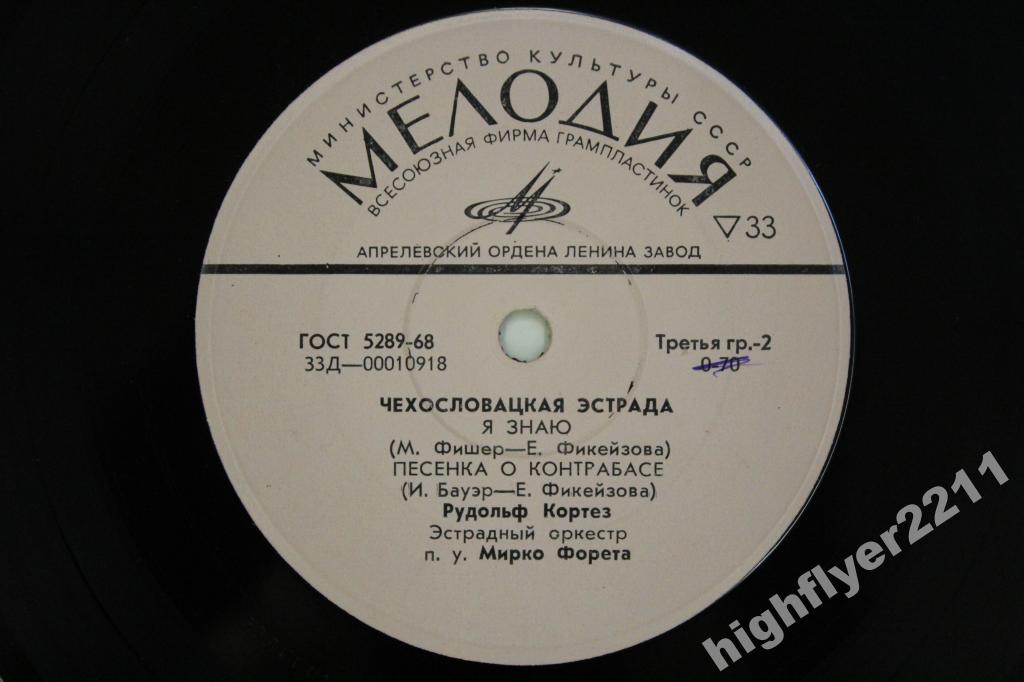 МИНИСТЕРСТВО КУЛЬТУРЫ СССР
МЕЛОДИЯ
ВСЕСОЮЗНАЯ ФИРМА ГРАМПЛАСТИНОК
▽33
АПРЕЛЕВСКИЙ ОРДЕНА ЛЕНИНА ЗАВОД
ГОСТ 5289-68 Третья гр.-2
33Д—00010918 0-70
ЧЕХОСЛОВАЦКАЯ ЭСТРАДА
Я ЗНАЮ
(М. Фишер—Е. Фикейзова)
ПЕСЕНКА О КОНТРАБАСЕ
(И. Бауэр—Е. Фикейзова)
Рудольф Кортез
Эстрадный оркестр
п. у. Мирко Форета
highflyer2211